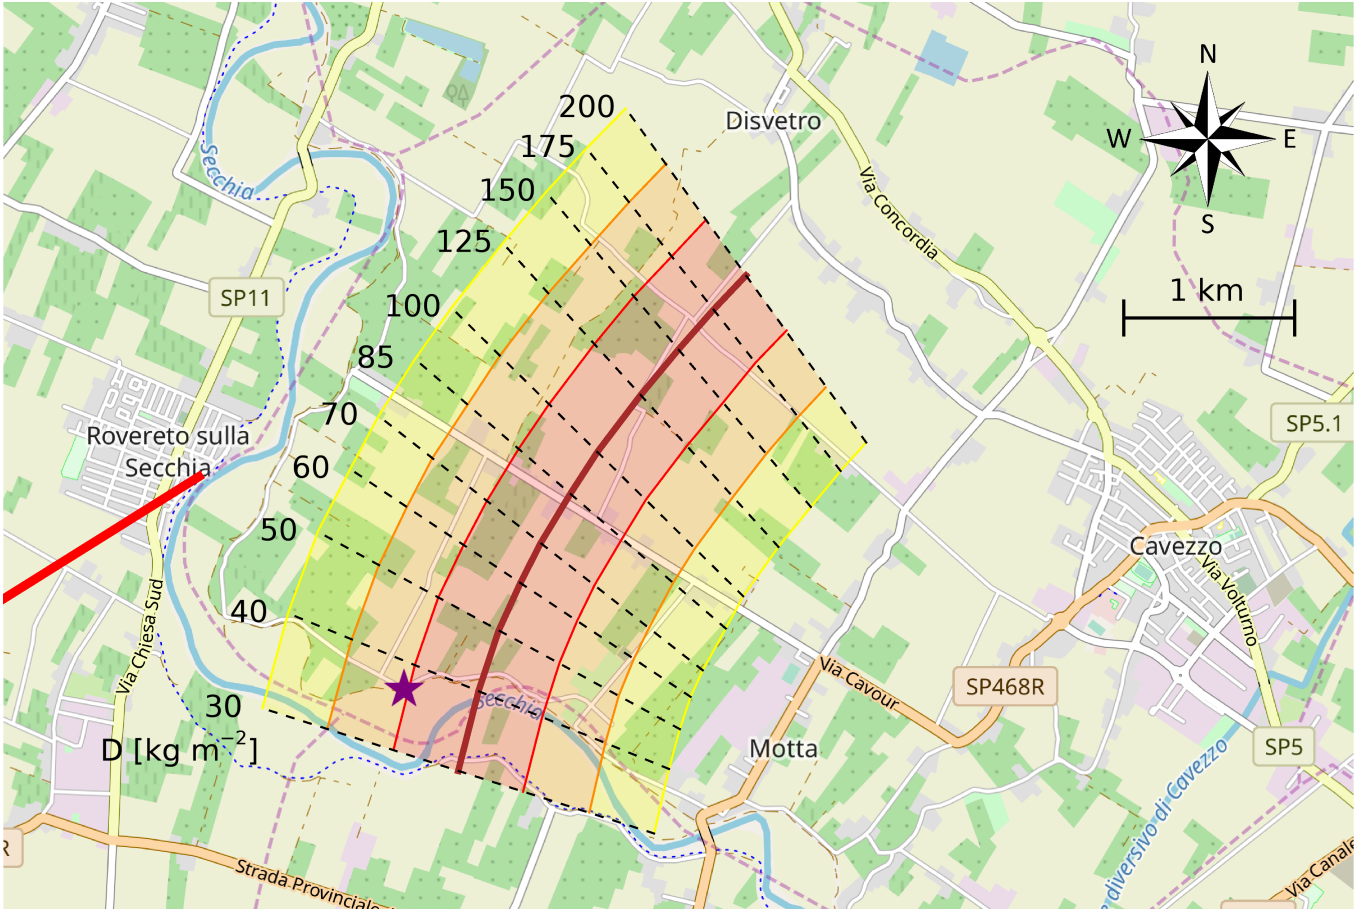 N
W
E
S
1 km
Disvetro
Via Concordia
200
175
150
125
100
85
70
60
50
40
30
D [kg m⁻²]
Secchia
SP11
SP5.1
Rovereto sulla
Secchia
Cavezzo
Via Volturno
Via Chiesa Sud
Via Cavour
SP468R
Secchia
Motta
SP5
e diversivo di Cavezzo
R
Strada Provinciale
Via Canale